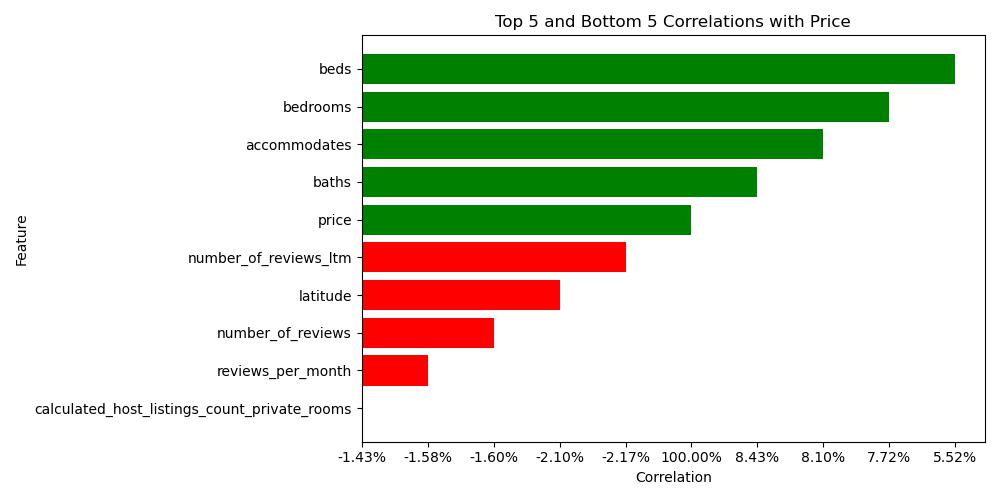 Top 5 and Bottom 5 Correlations with Price
beds
bedrooms
accommodates
baths
price
number_of_reviews_ltm
latitude
number_of_reviews
reviews_per_month
calculated_host_listings_count_private_rooms
Feature
-1.43% -1.58% -1.60% -2.10% -2.17% 100.00% 8.43% 8.10% 7.72% 5.52%
Correlation